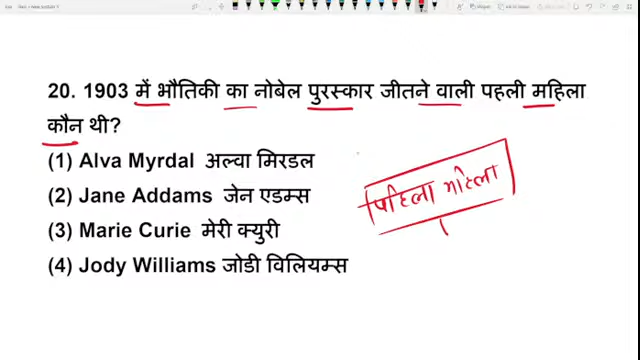 20. 1903 में भौतिकी का नोबेल पुरस्कार जीतने वाली पहली महिला
कौन थी?
(1) Alva Myrdal अल्वा मिरडल
पहिला महिला
(2) Jane Addams जेन एडम्स
(3) Marie Curie मेरी क्युरी
(4) Jody Williams जोडी विलियम्स